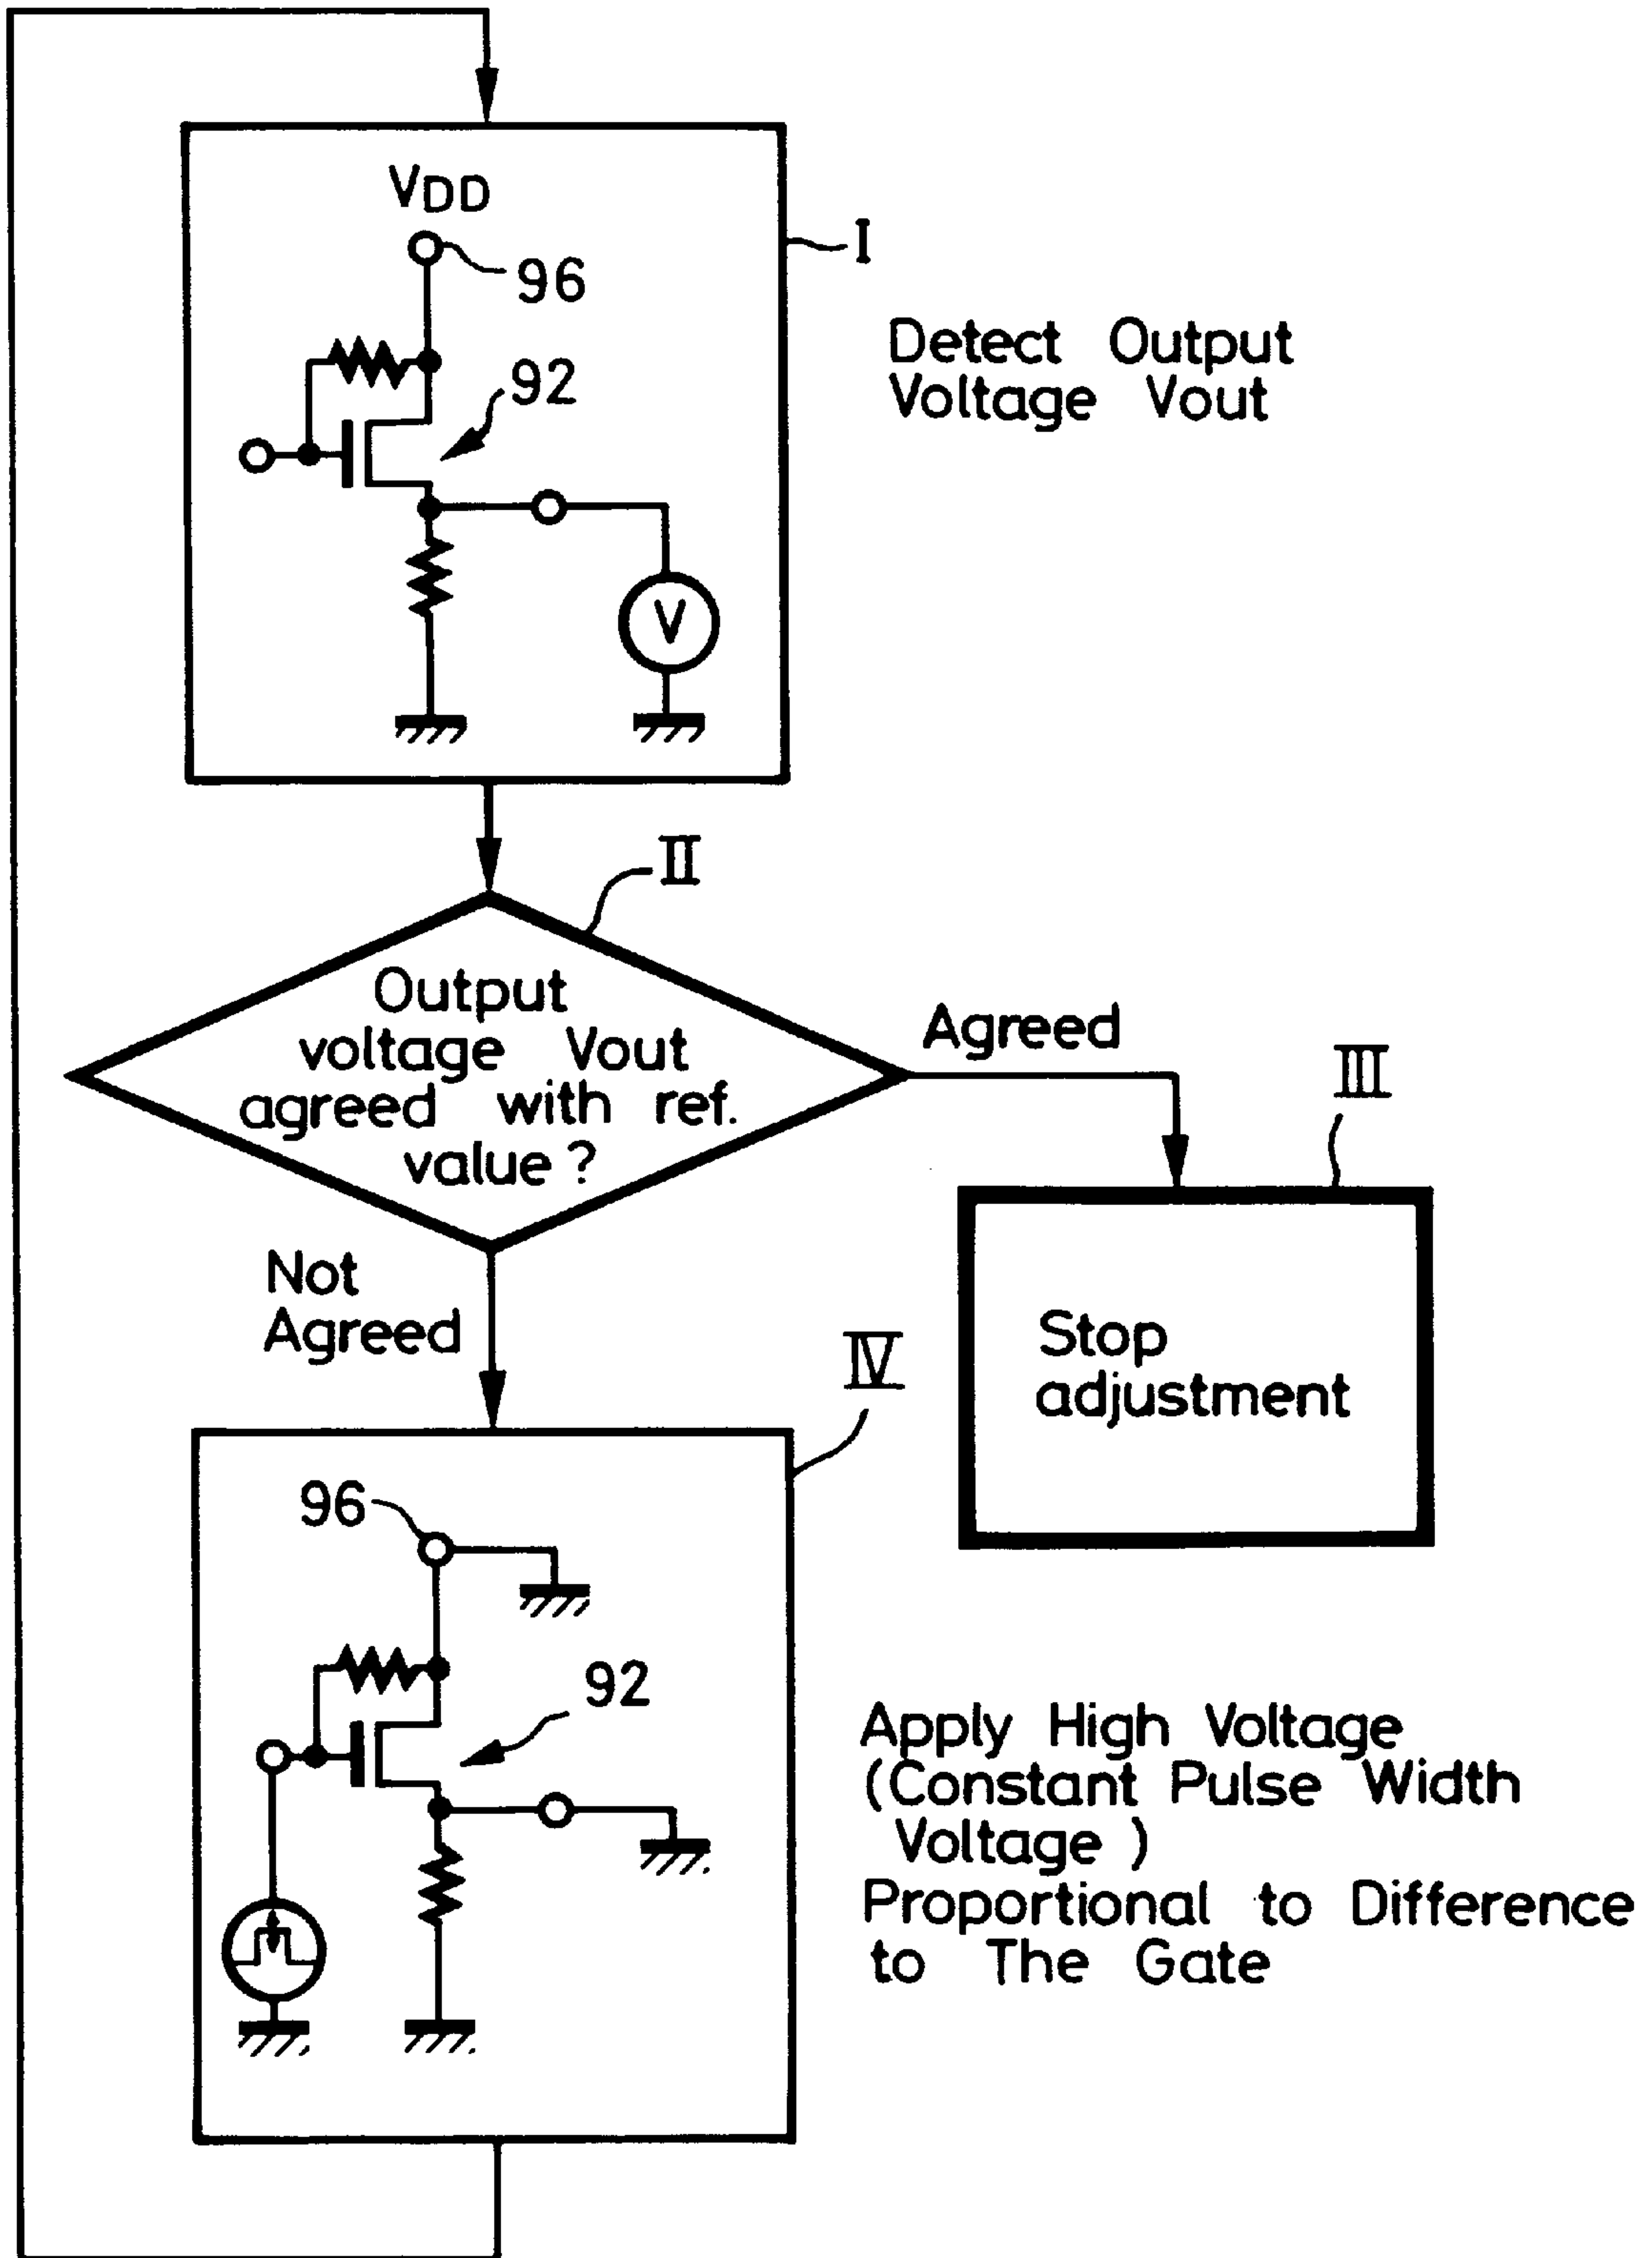 VDD
96
I
Detect Output
Voltage Vout
92
V
II
Output
voltage Vout
agreed with ref.
value ?
Agreed
III
Not
Agreed
Stop
adjustment
IV
96
92
Apply High Voltage
(Constant Pulse Width
Voltage )
Proportional to Difference
to The Gate